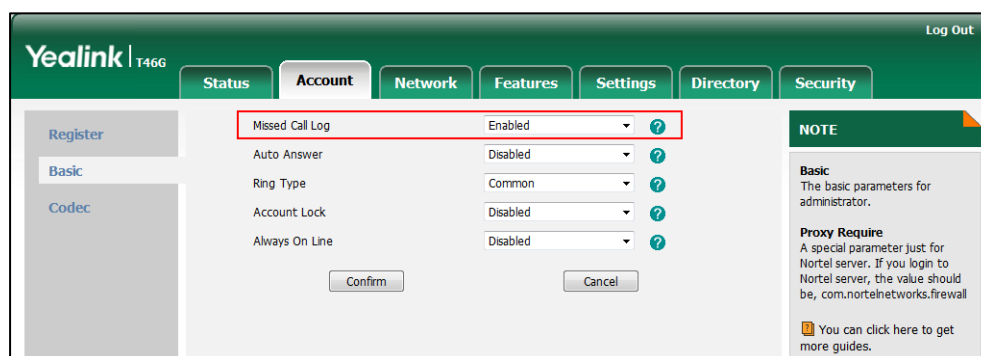 Log Out
Yealink T46G
Status Account Network Features Settings Directory Security
Register
Basic
Codec
Missed Call Log Enabled ?
Auto Answer Disabled ?
Ring Type Common ?
Account Lock Disabled ?
Always On Line Disabled ?
Confirm Cancel
NOTE
Basic
The basic parameters for
administrator.
Proxy Require
A special parameter just for
Nortel server. If you login to
Nortel server, the value should
be, com.nortelnetworks.firewall
? You can click here to get
more guides.